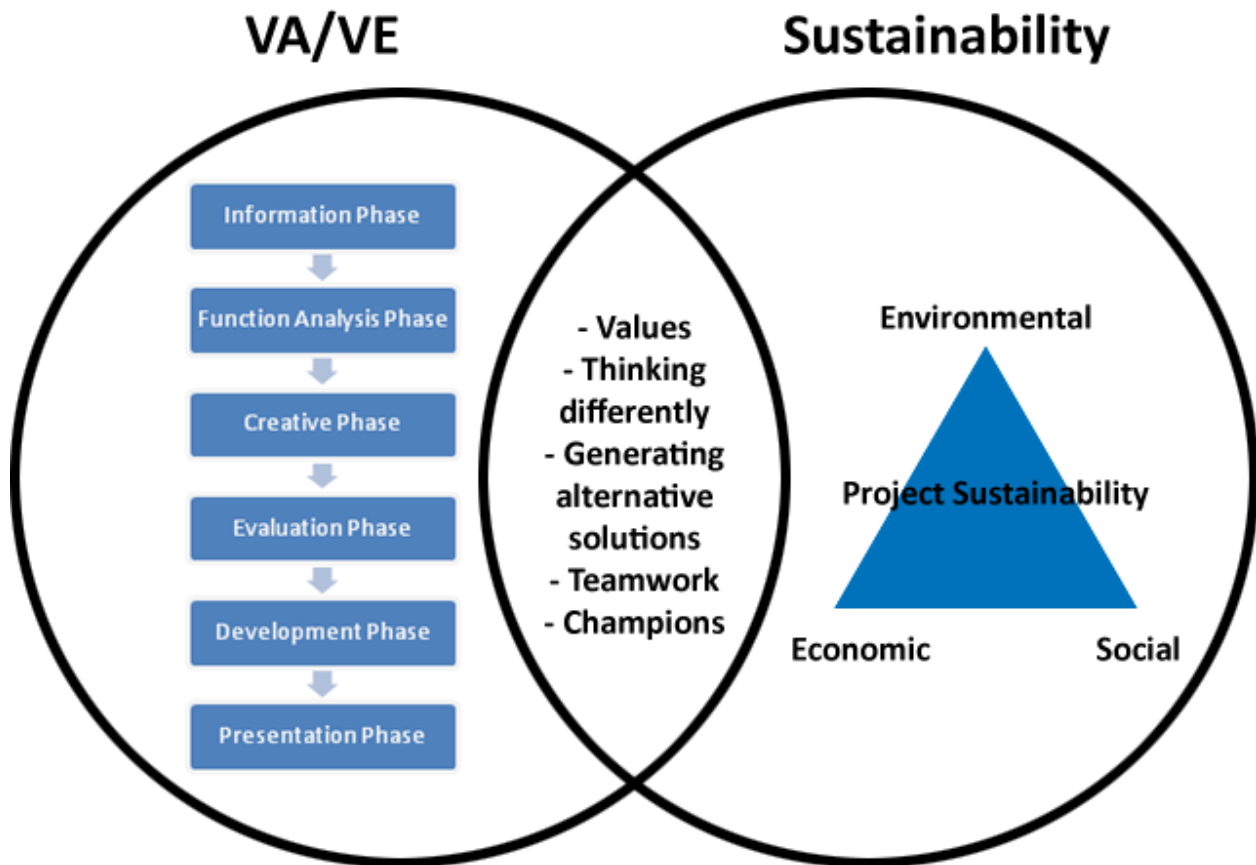 VA/VE
Sustainability
Information Phase
Function Analysis Phase
Creative Phase
Evaluation Phase
Development Phase
Presentation Phase
- Values
- Thinking
differently
- Generating
alternative
solutions
- Teamwork
- Champions
Environmental
Project Sustainability
Economic
Social